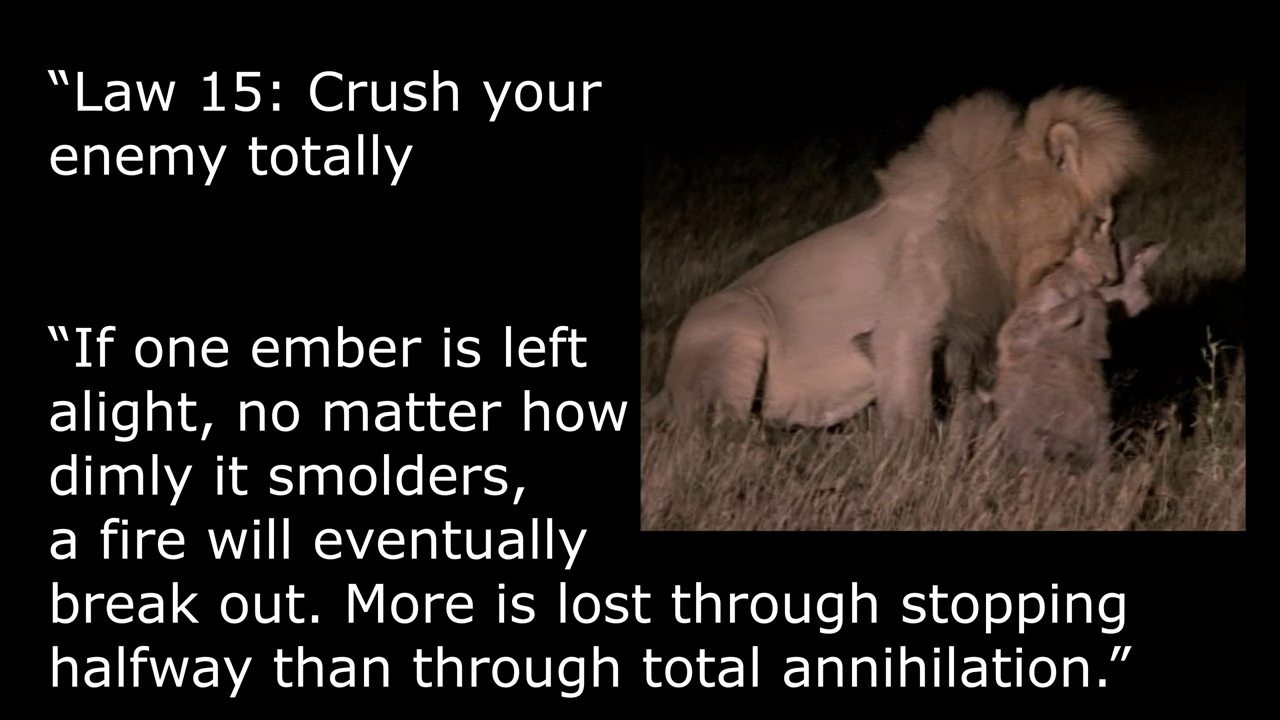 “Law 15: Crush your
enemy totally
“If one ember is left
alight, no matter how
dimly it smolders,
a fire will eventually
break out. More is lost through stopping
halfway than through total annihilation.”